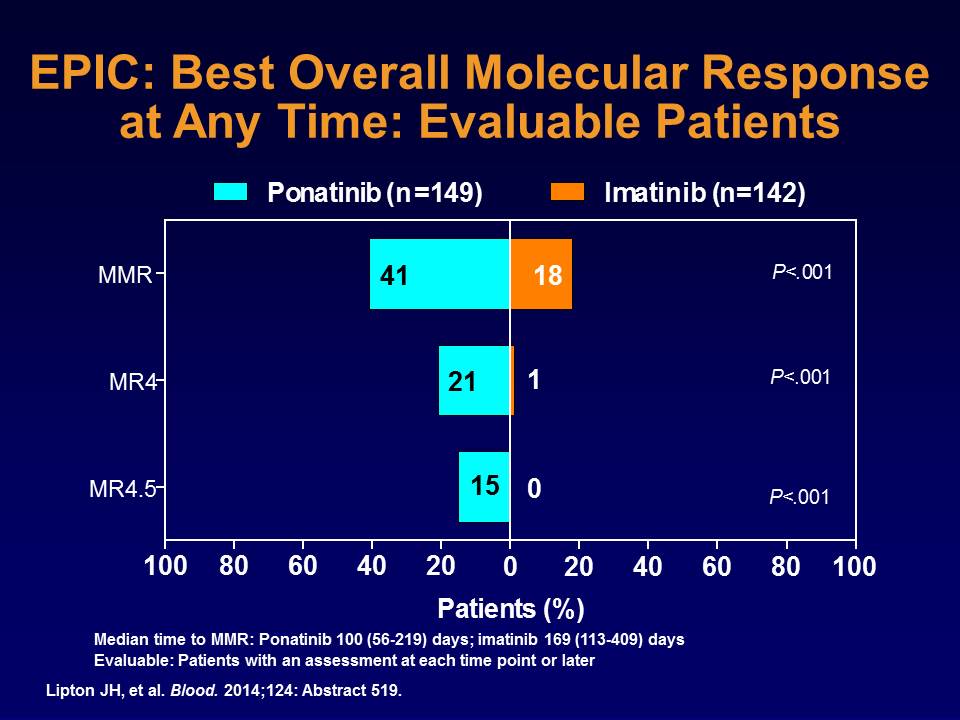 EPIC: Best Overall Molecular Response
at Any Time: Evaluable Patients
Ponatinib (n=149) Imatinib (n=142)
MMR 41 18 P<.001
MR4 21 1 P<.001
MR4.5 15 0 P<.001
100 80 60 40 20 0 20 40 60 80 100
Patients (%)
Median time to MMR: Ponatinib 100 (56-219) days; imatinib 169 (113-409) days
Evaluable: Patients with an assessment at each time point or later
Lipton JH, et al. Blood. 2014;124: Abstract 519.